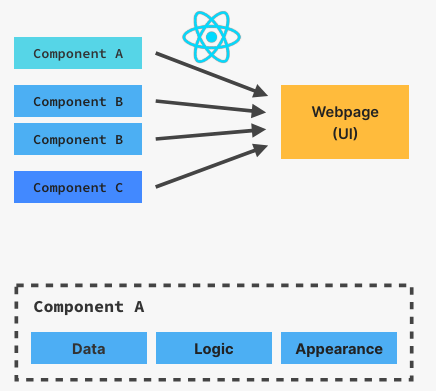 Component A
Component B
Component B
Component C
Webpage
(UI)
Component A
Data
Logic
Appearance